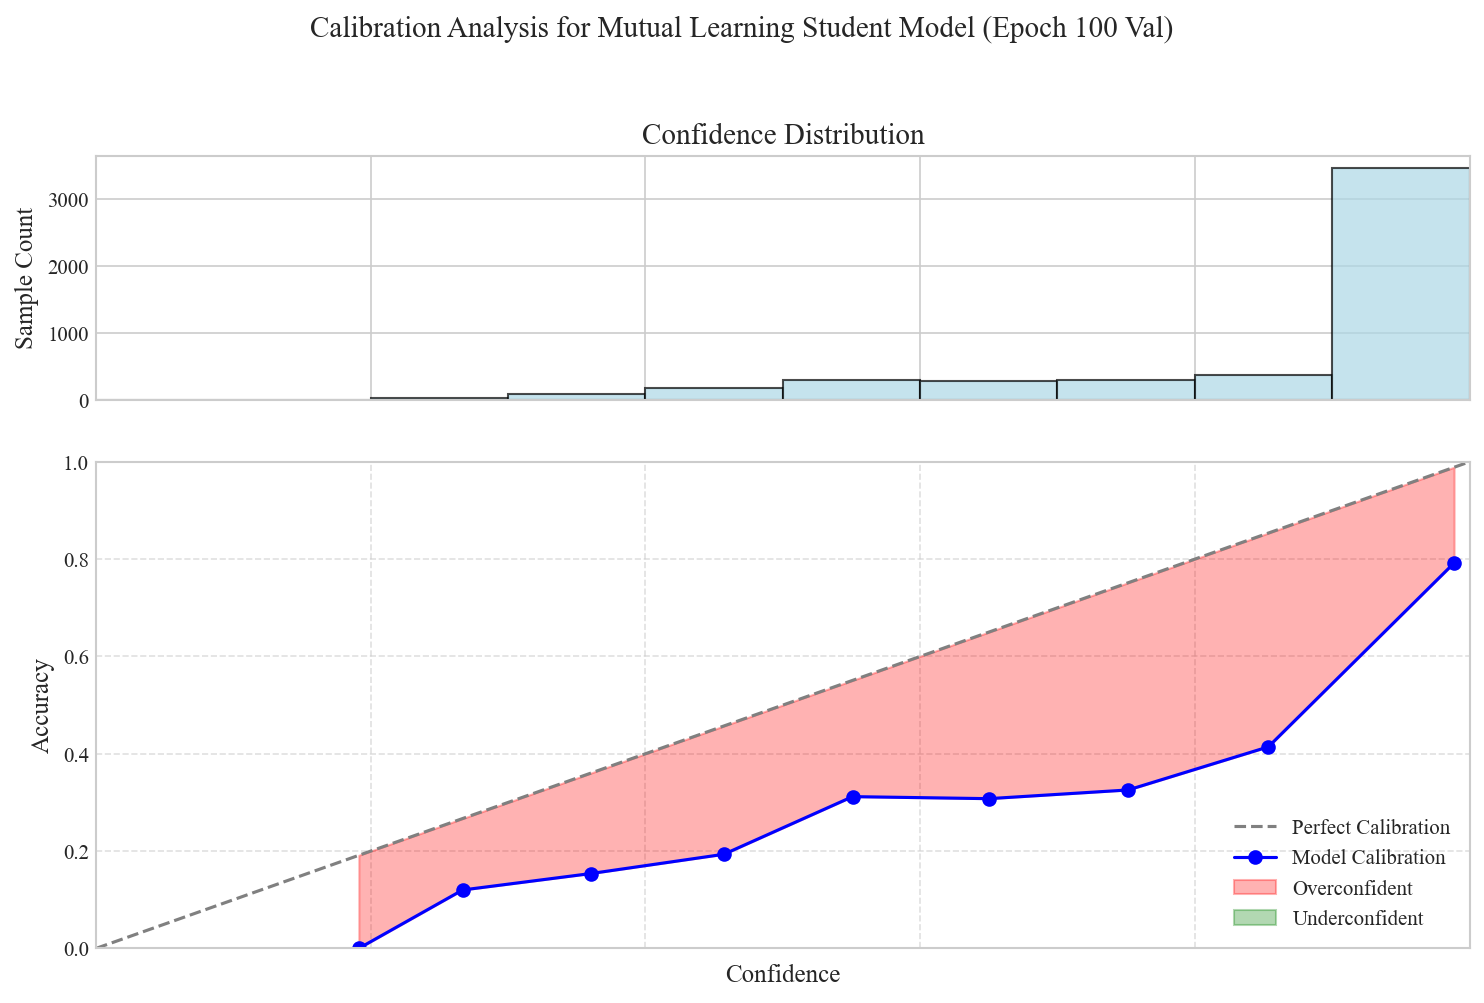 Calibration Analysis for Mutual Learning Student Model (Epoch 100 Val)
Confidence Distribution
Sample Count
3000
2000
1000
0
Accuracy
1.0
0.8
0.6
0.4
0.2
0.0
Perfect Calibration
Model Calibration
Overconfident
Underconfident
Confidence